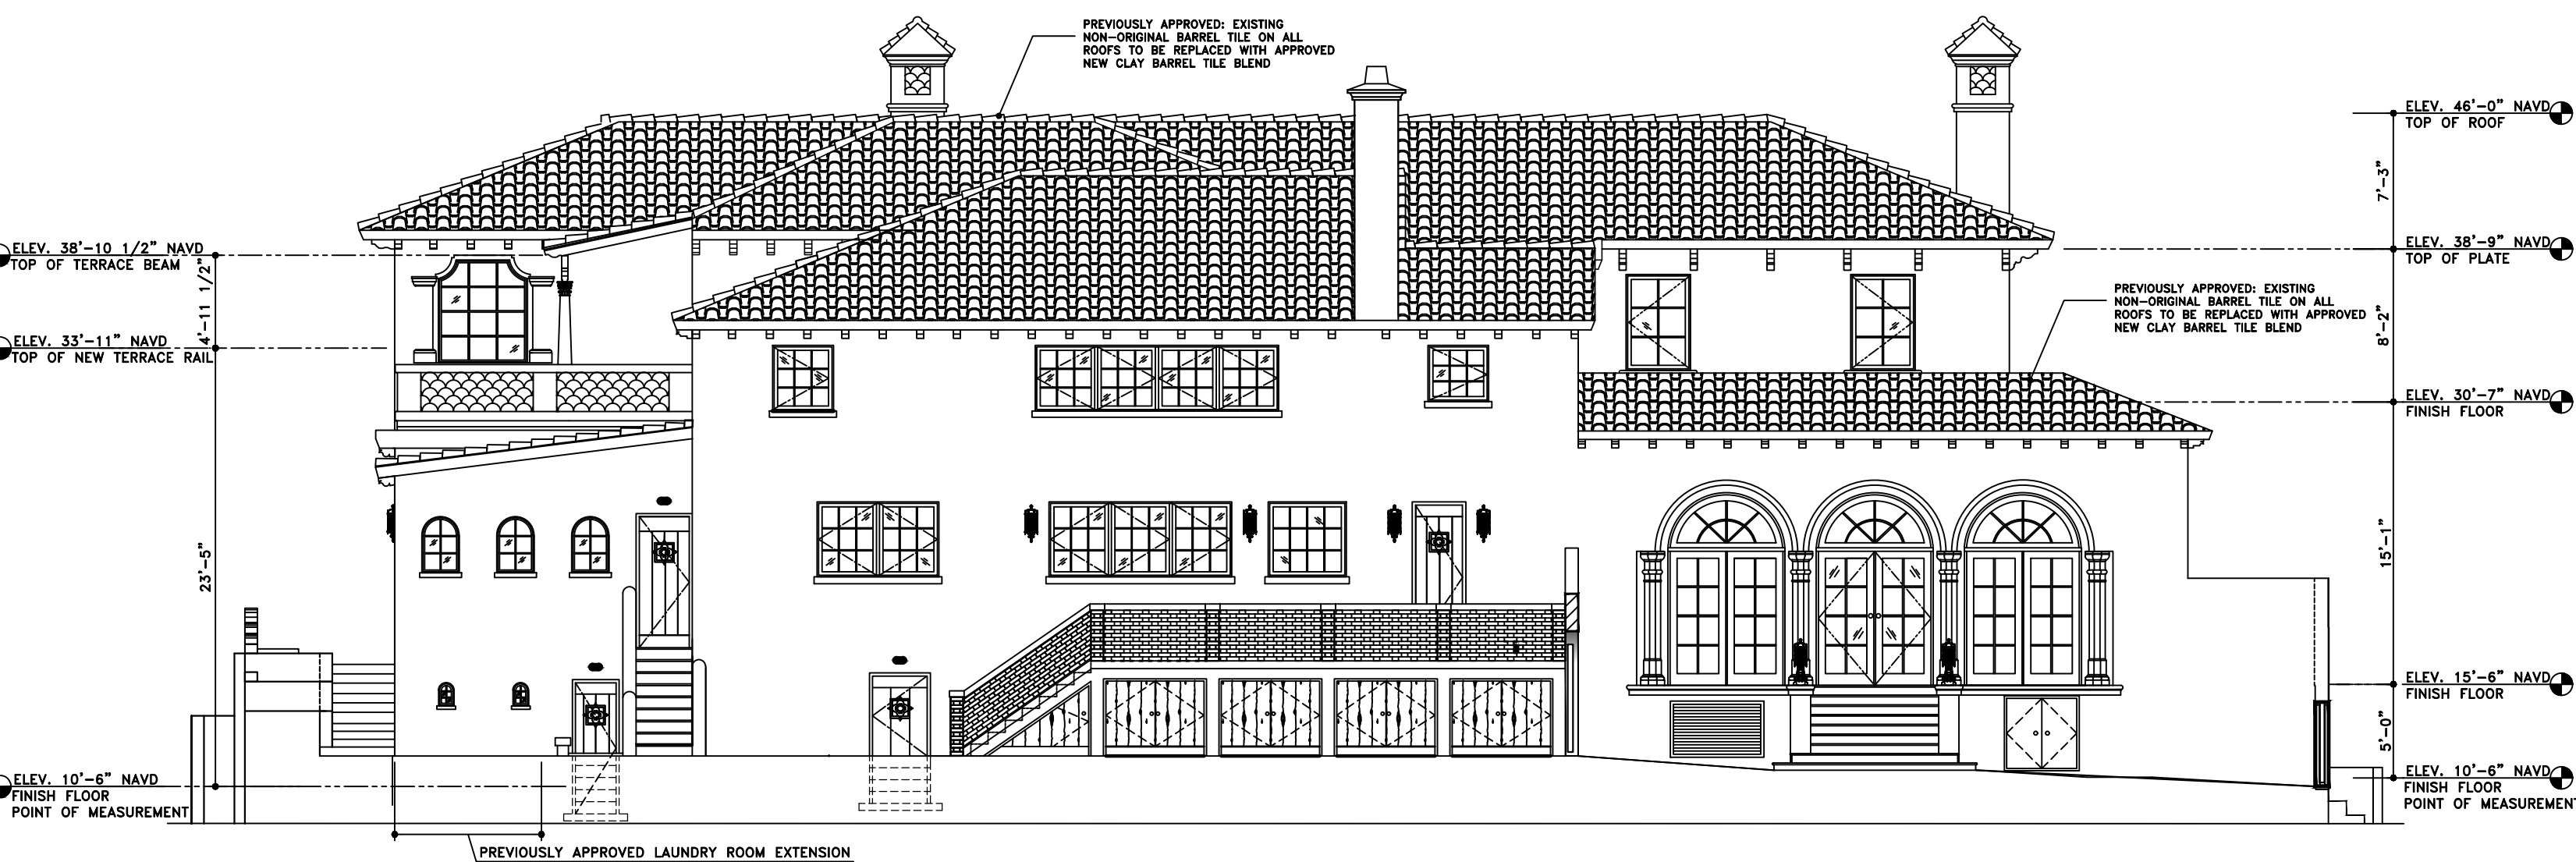 PREVIOUSLY APPROVED: EXISTING
NON-ORIGINAL BARREL TILE ON ALL
ROOFS TO BE REPLACED WITH APPROVED
NEW CLAY BARREL TILE BLEND
ELEV. 46'-0" NAVD
TOP OF ROOF
7'-3"
ELEV. 38'-10 1/2" NAVD
TOP OF TERRACE BEAM
4'-11 1/2"
ELEV. 38'-9" NAVD
TOP OF PLATE
PREVIOUSLY APPROVED: EXISTING
NON-ORIGINAL BARREL TILE ON ALL
ROOFS TO BE REPLACED WITH APPROVED
NEW CLAY BARREL TILE BLEND
8'-2"
ELEV. 33'-11" NAVD
TOP OF NEW TERRACE RAIL
ELEV. 30'-7" NAVD
FINISH FLOOR
23'-5"
15'-1"
ELEV. 15'-6" NAVD
FINISH FLOOR
5'-0"
ELEV. 10'-6" NAVD
FINISH FLOOR
POINT OF MEASUREMENT
ELEV. 10'-6" NAVD
FINISH FLOOR
POINT OF MEASUREMENT
PREVIOUSLY APPROVED LAUNDRY ROOM EXTENSION